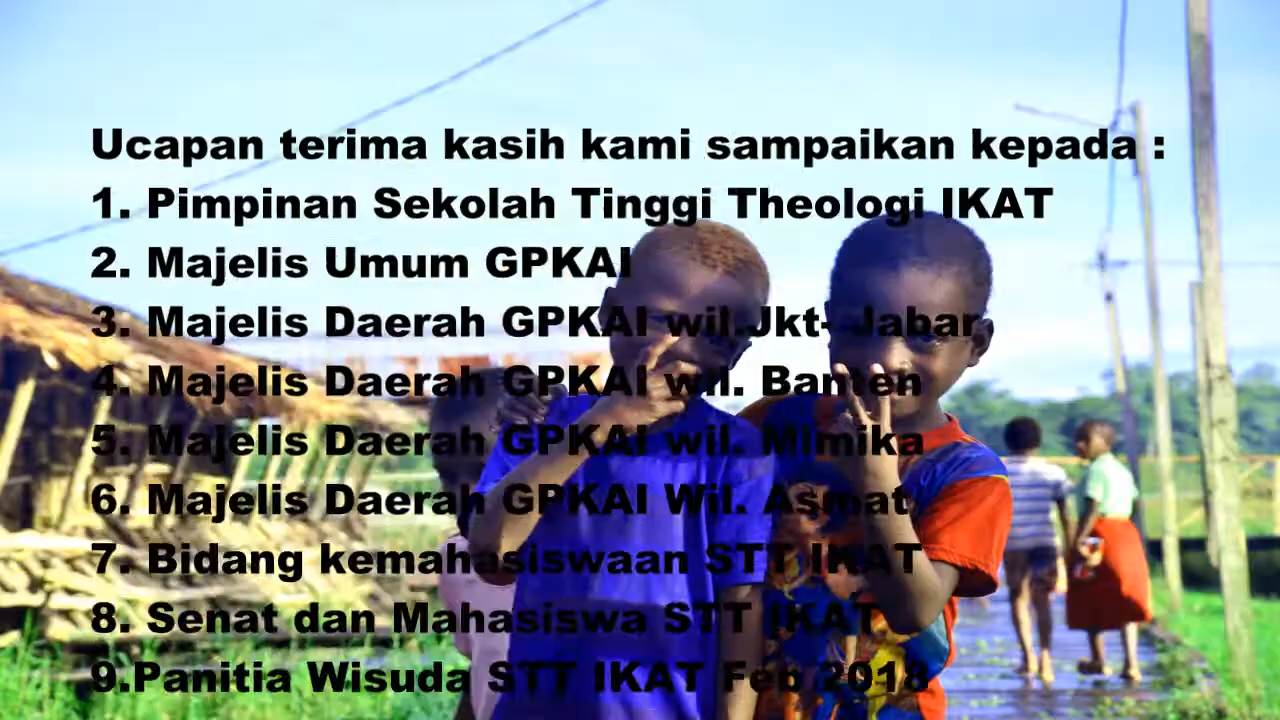 Ucapan terima kasih kami sampaikan kepada :
1. Pimpinan Sekolah Tinggi Theologi IKAT
2. Majelis Umum GPKAI
3. Majelis Daerah GPKAI wil.Jkt- Jabar
4. Majelis Daerah GPKAI wil. Banten
5. Majelis Daerah GPKAI wil. Mimika
6. Majelis Daerah GPKAI Wil. Asmat
7. Bidang kemahasiswaan STT IKAT
8. Senat dan Mahasiswa STT IKAT
9.Panitia Wisuda STT IKAT Feb 2018